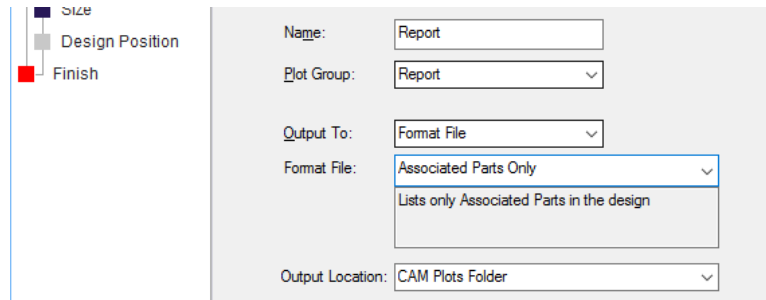 Size
Design Position
Finish
Name: Report
Plot Group: Report
Output To: Format File
Format File: Associated Parts Only
Lists only Associated Parts in the design
Output Location: CAM Plots Folder